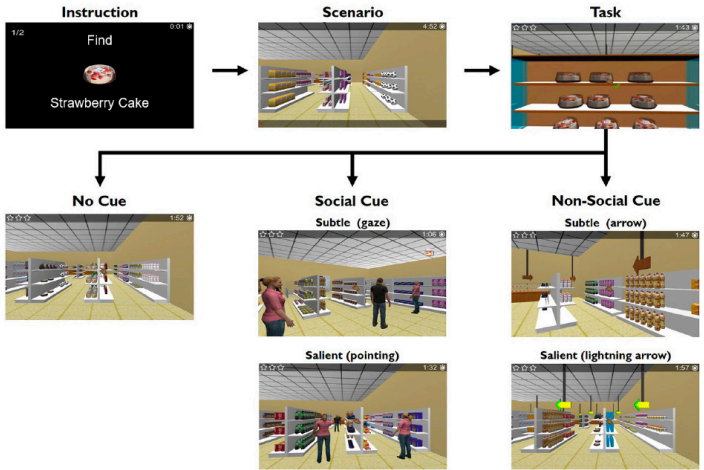 Instruction
Scenario
Task
1/2
0:01
Find
Strawberry Cake
4:52
1:43
No Cue
Social Cue
Non-Social Cue
Subtle (gaze)
Subtle (arrow)
1:52
1:06
1:47
Salient (pointing)
Salient (lightning arrow)
1:32
1:57